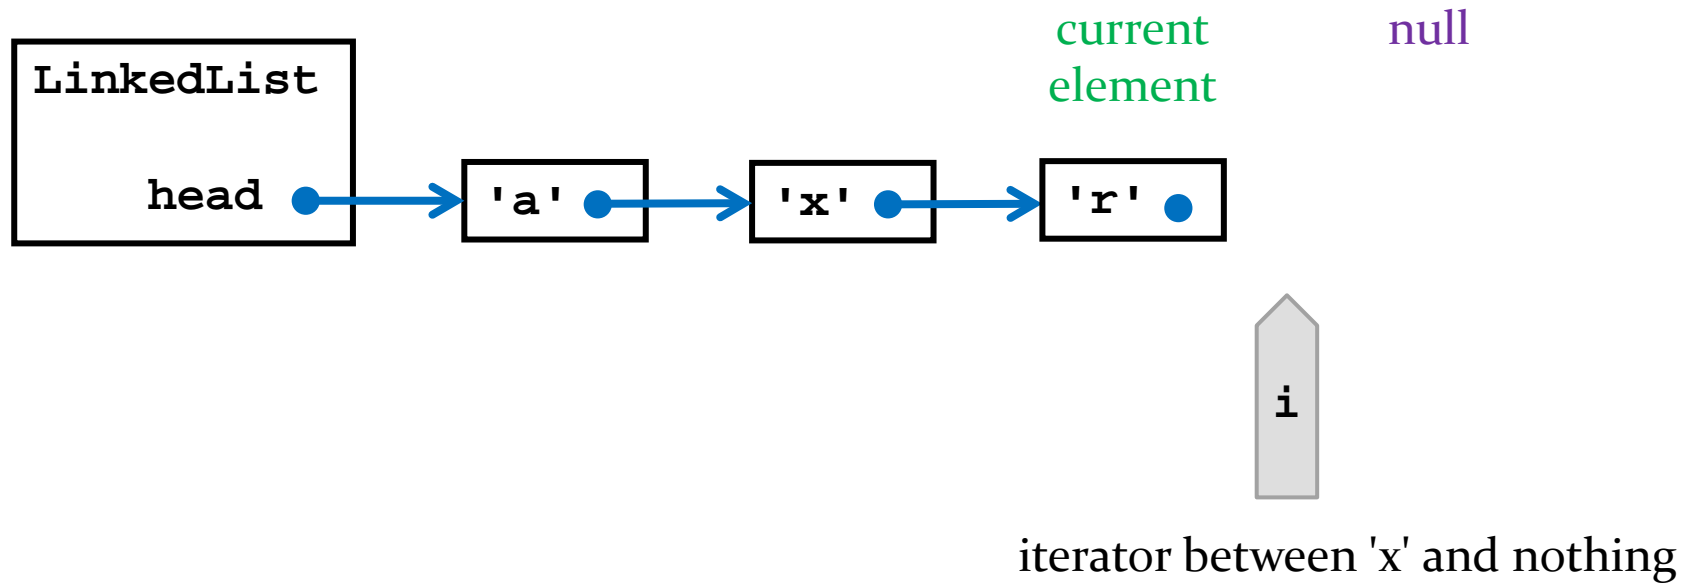 current
element
null
LinkedList
head
'a'
'x'
'r'
i
iterator between 'x' and nothing